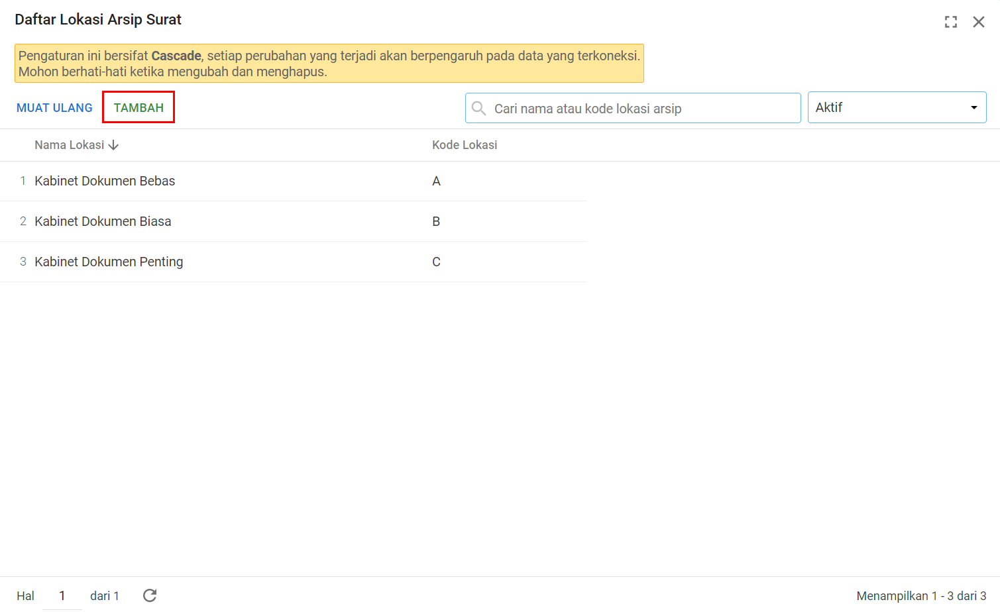 Daftar Lokasi Arsip Surat
Pengaturan ini bersifat Cascade, setiap perubahan yang terjadi akan berpengaruh pada data yang terkoneksi.
Mohon berhati-hati ketika mengubah dan menghapus.
MUAT ULANG TAMBAH Cari nama atau kode lokasi arsip Aktif
Nama Lokasi Kode Lokasi
1 Kabinet Dokumen Bebas A
2 Kabinet Dokumen Biasa B
3 Kabinet Dokumen Penting C
Hal 1 dari 1 Menampilkan 1 - 3 dari 3